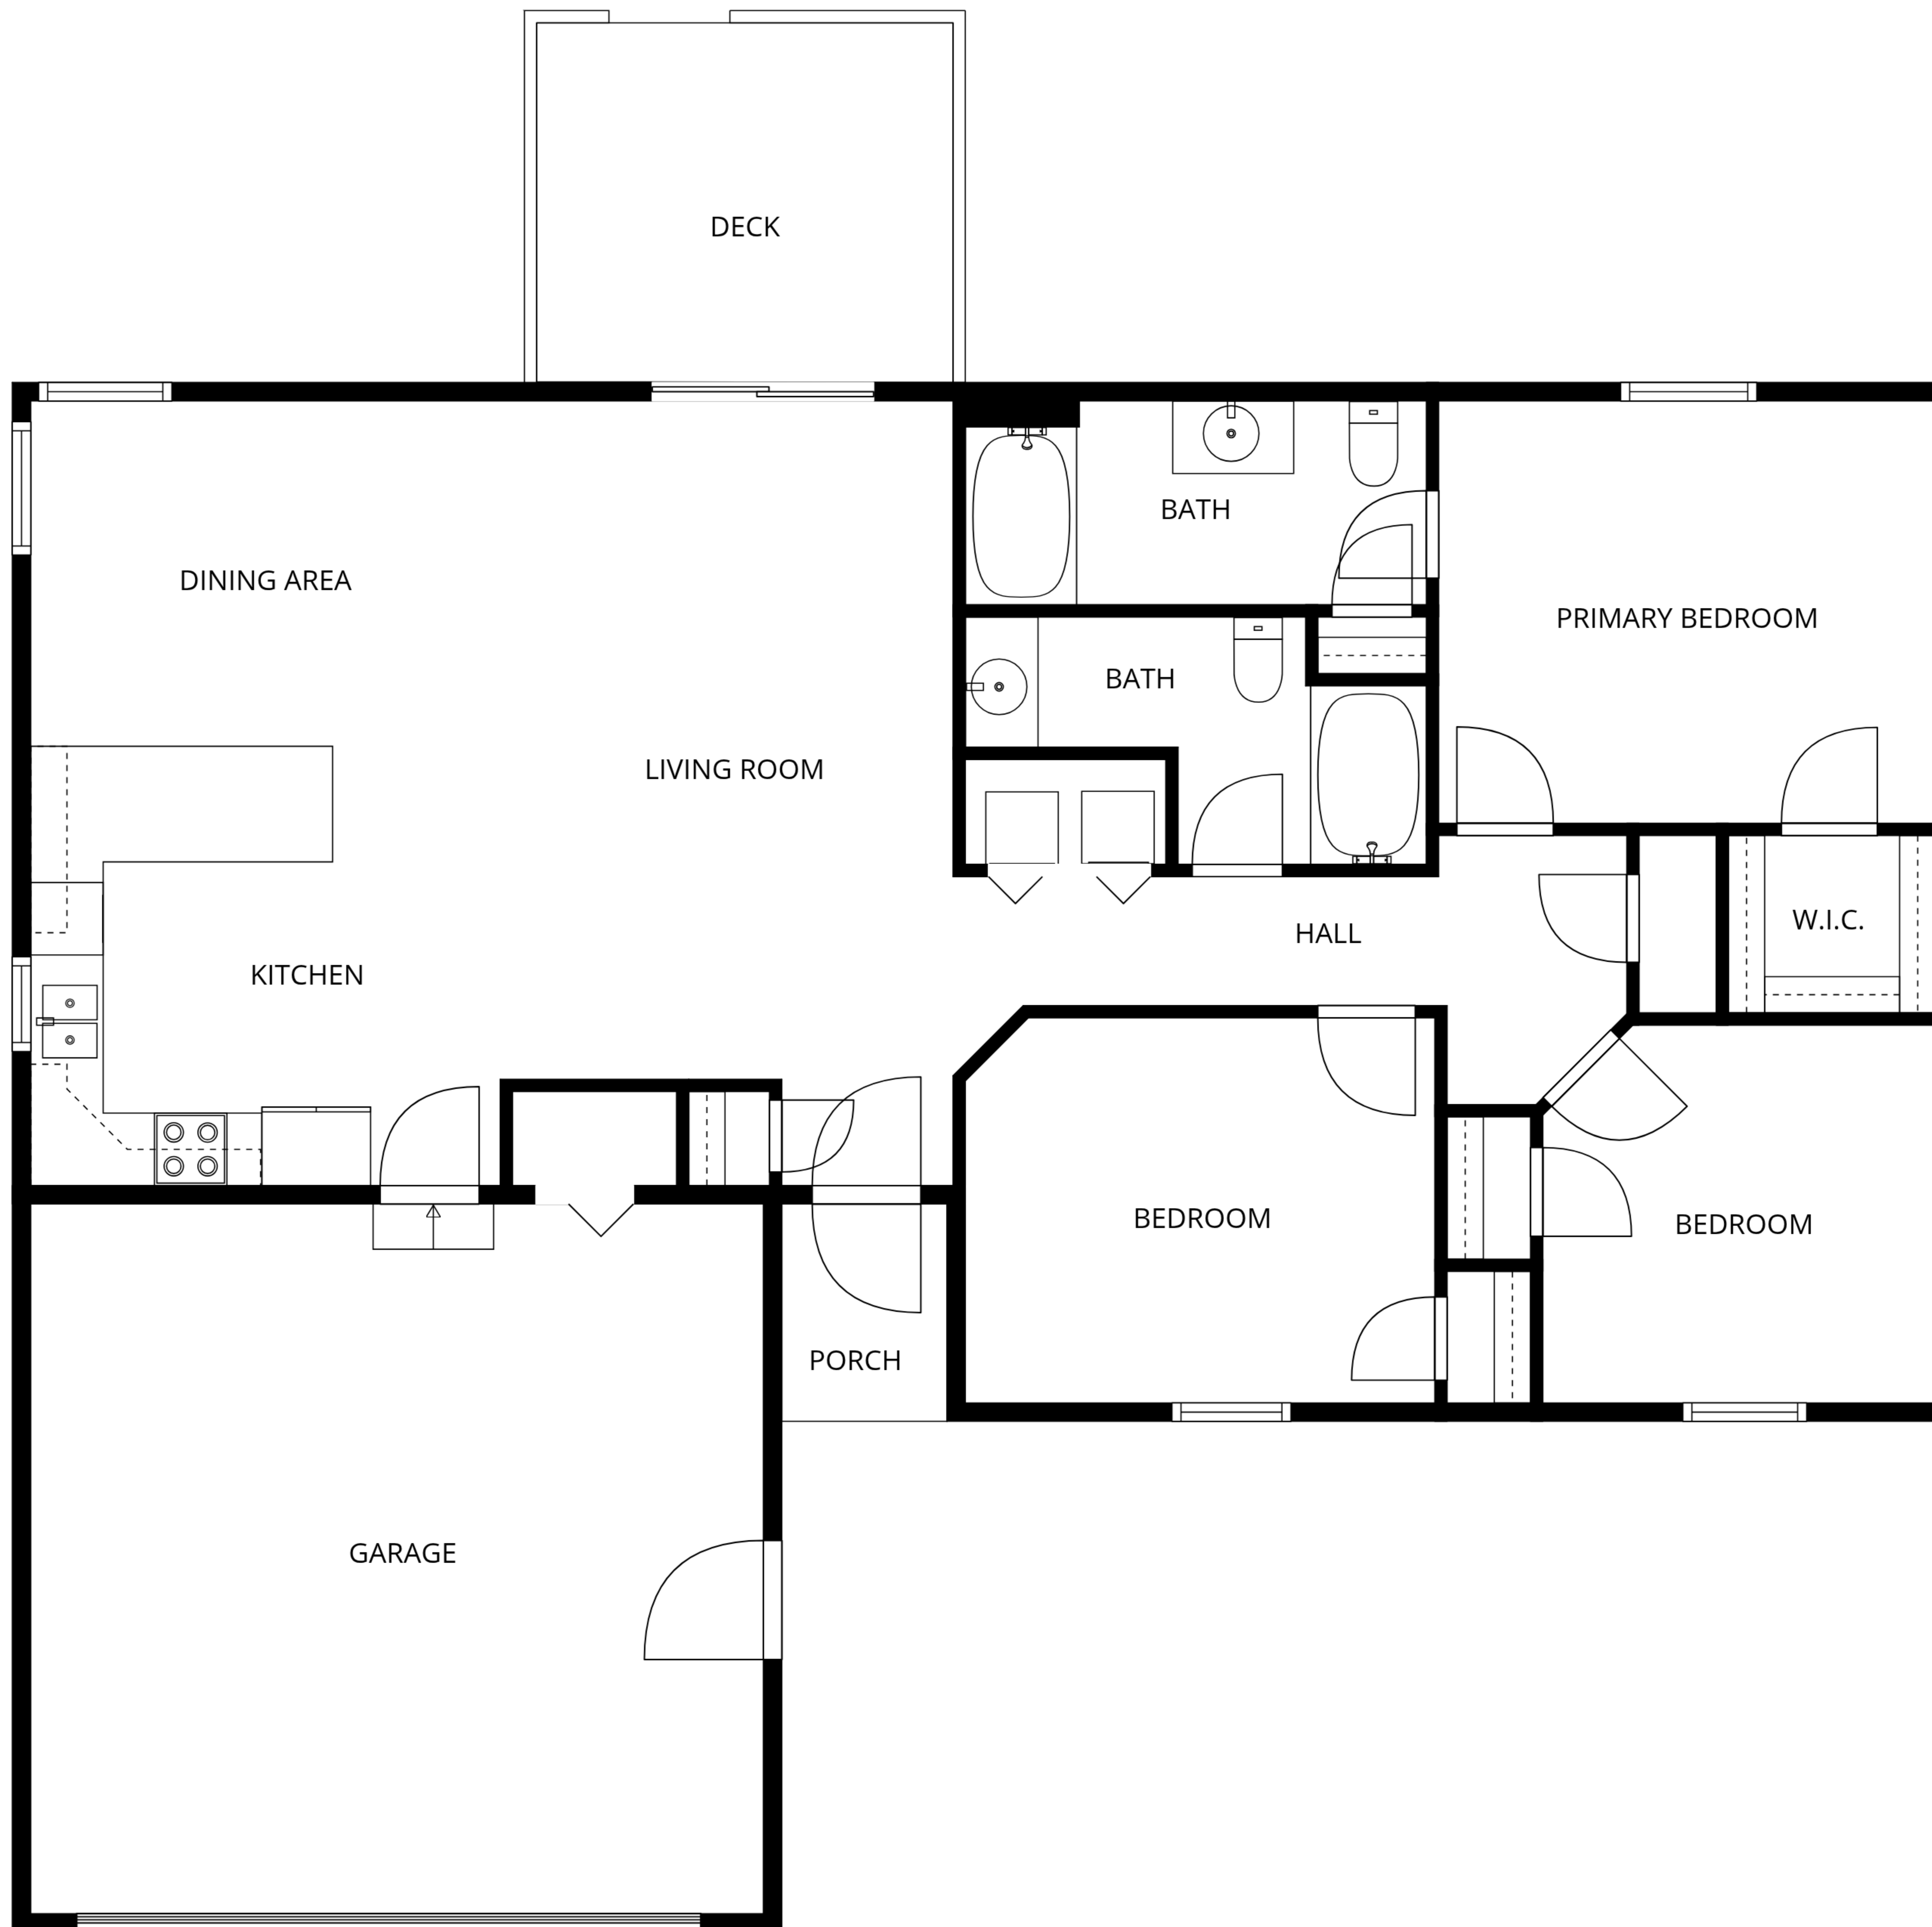 DECK
BATH
DINING AREA
PRIMARY BEDROOM
BATH
LIVING ROOM
W.I.C.
HALL
KITCHEN
BEDROOM
BEDROOM
PORCH
GARAGE